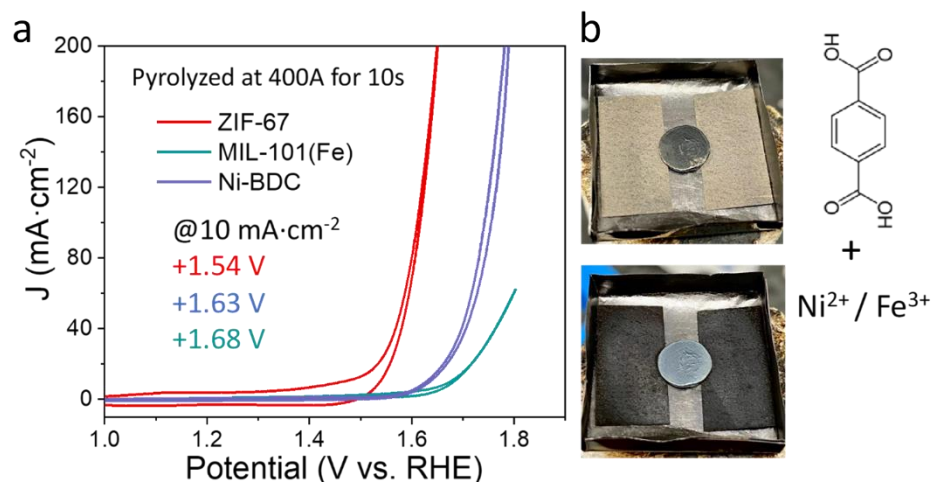 a
200
160
120
80
40
0
J (mA·cm⁻²)
Pyrolyzed at 400A for 10s
ZIF-67
MIL-101(Fe)
Ni-BDC
@10 mA·cm⁻²
+1.54 V
+1.63 V
+1.68 V
1.0
1.2
1.4
1.6
1.8
Potential (V vs. RHE)
b
OH
O
O
OH
+
Ni²⁺ / Fe³⁺